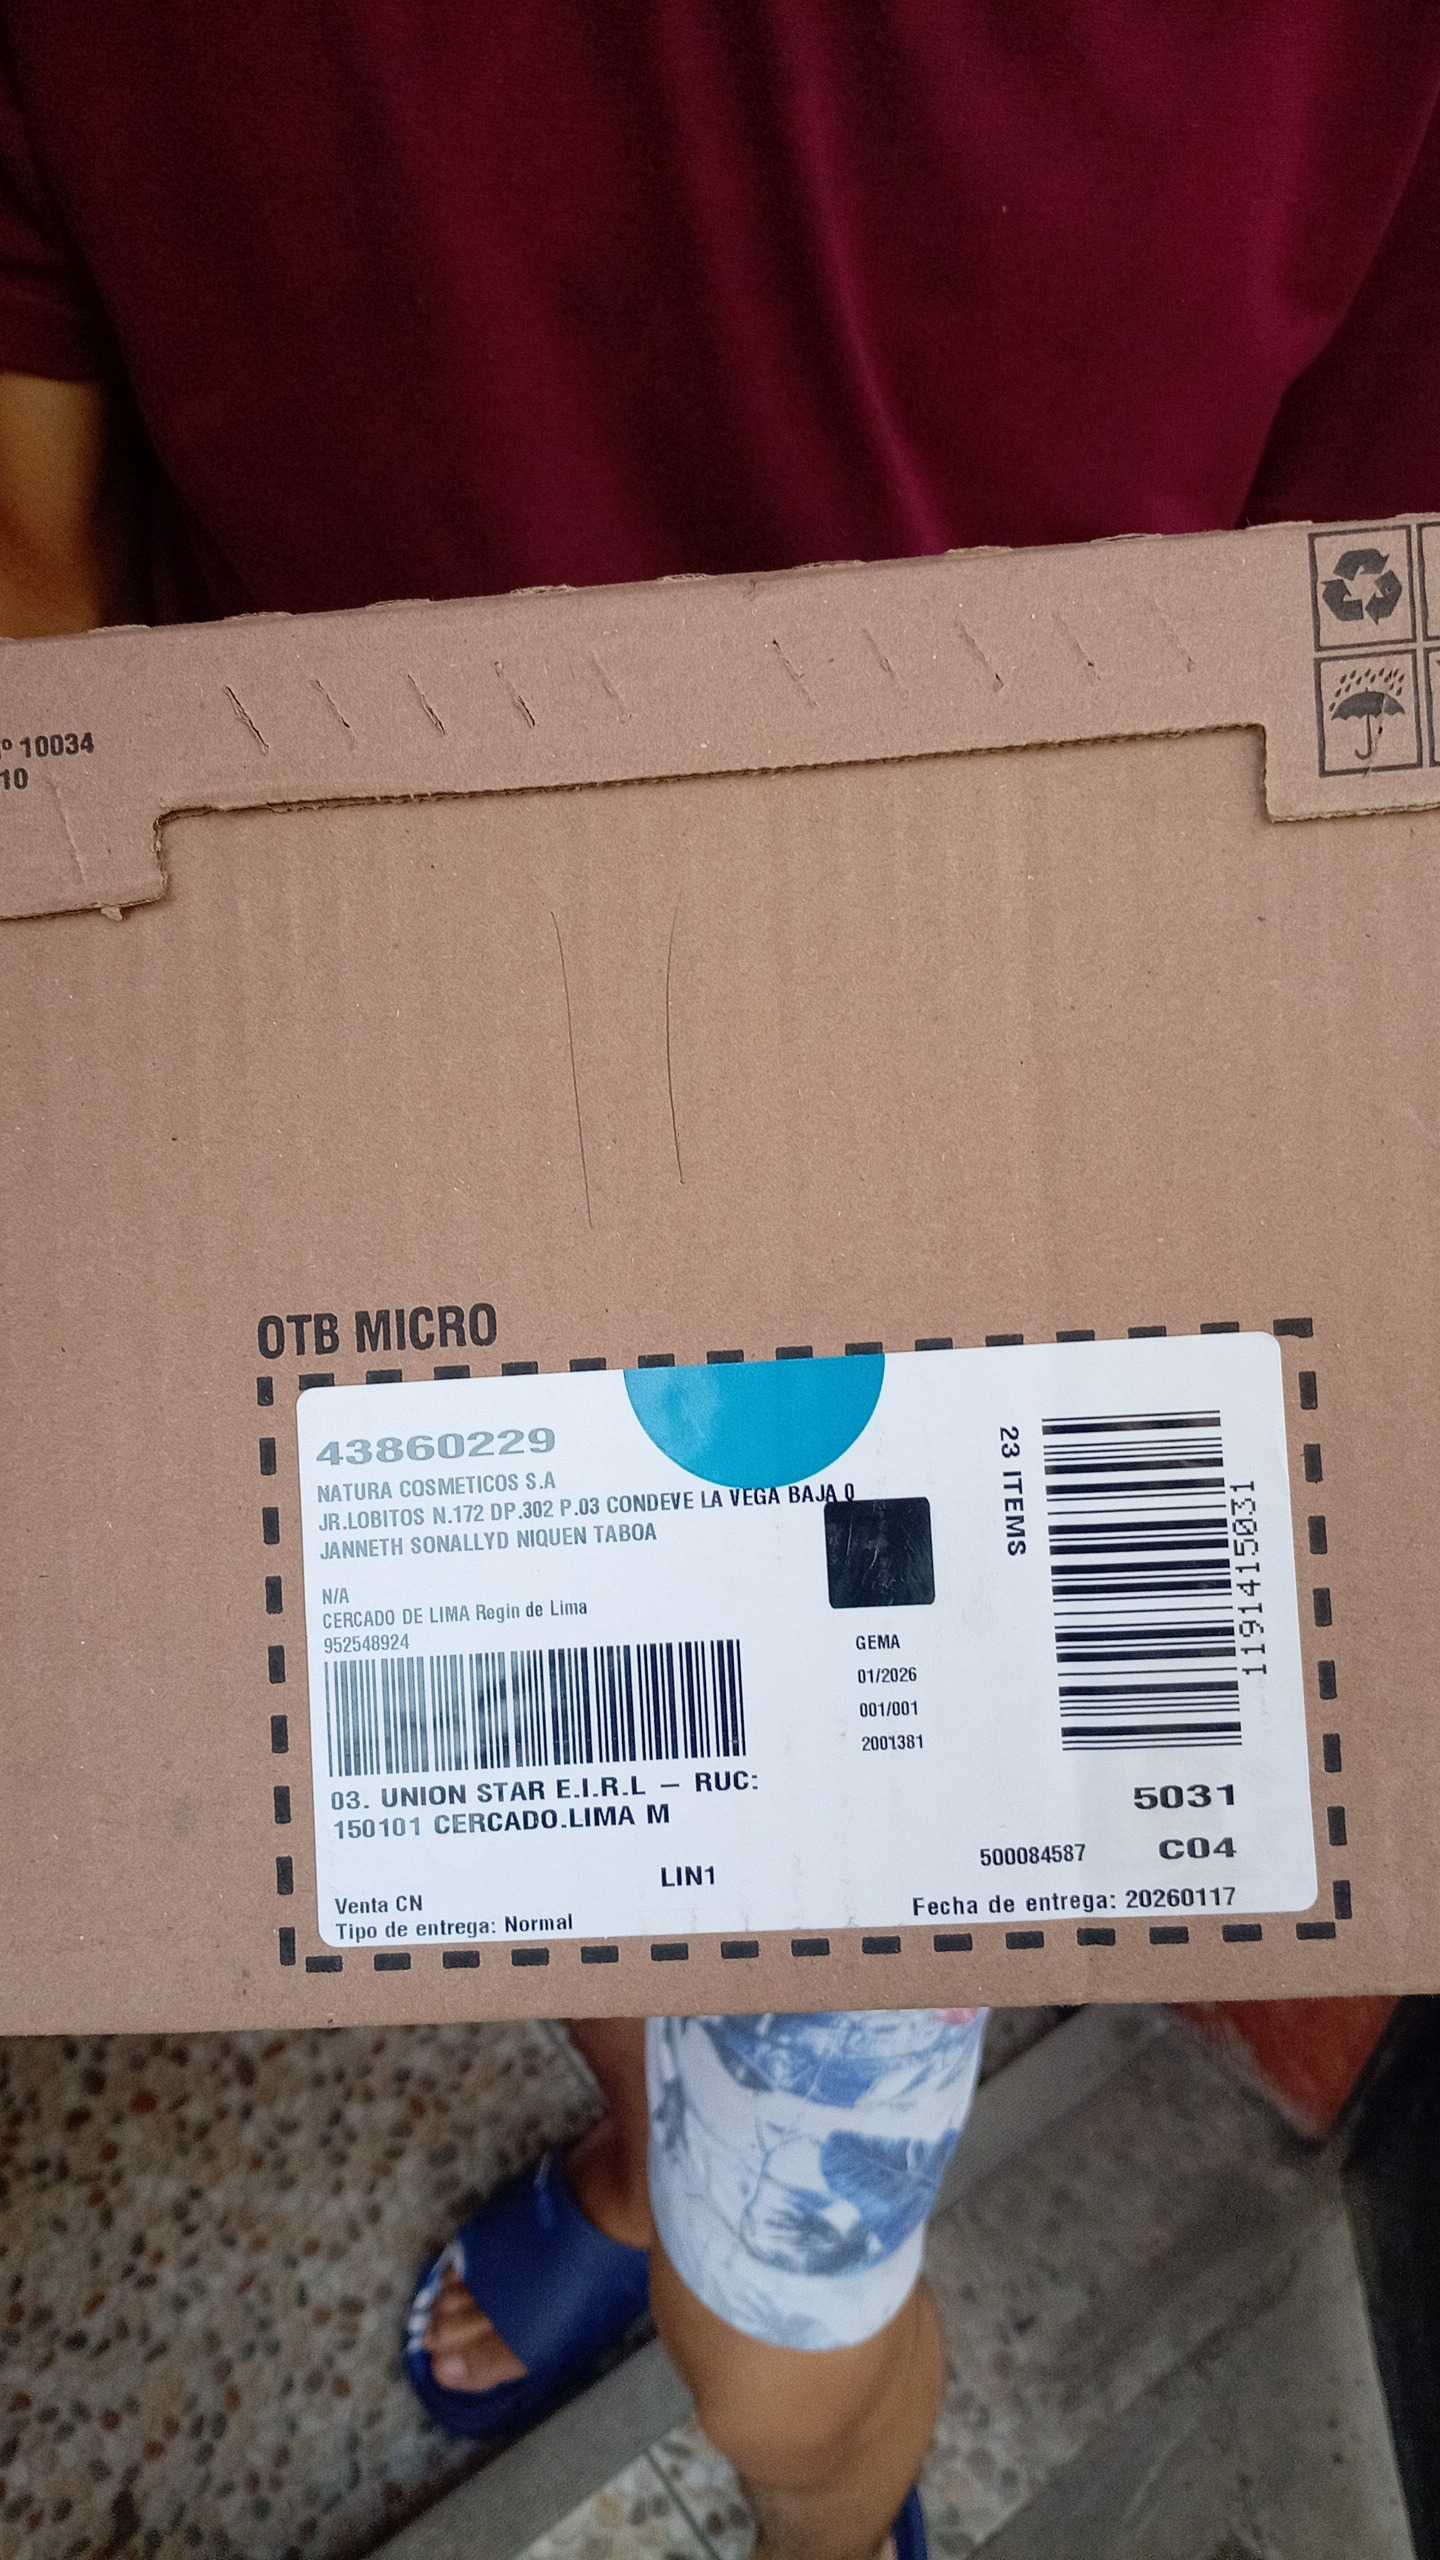 º 10034
10
OTB MICRO
43860229
NATURA COSMETICOS S.A
JR.LOBITOS N.172 DP.302 P.03 CONDEVE LA VEGA BAJA 0
JANNETH SONALLYD NIQUEN TABOA
N/A
CERCADO DE LIMA Regin de Lima
952548924
03. UNION STAR E.I.R.L – RUC:
150101 CERCADO.LIMA M
LIN1
Venta CN
Tipo de entrega: Normal
GEMA
01/2026
001/001
2001381
23 ITEMS
1191415031
5031
500084587 C04
Fecha de entrega: 20260117